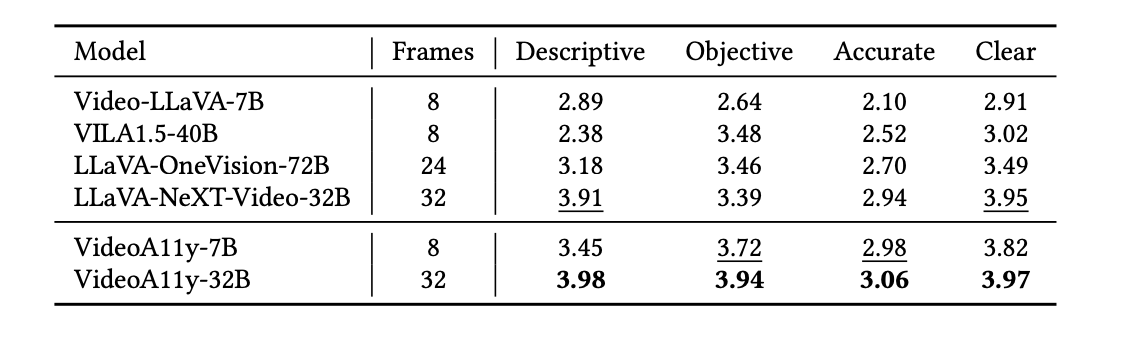 Model Frames Descriptive Objective Accurate Clear
Video-LLaVA-7B 8 2.89 2.64 2.10 2.91
VILA1.5-40B 8 2.38 3.48 2.52 3.02
LLaVA-OneVision-72B 24 3.18 3.46 2.70 3.49
LLaVA-NeXT-Video-32B 32 3.91 3.39 2.94 3.95
VideoA11y-7B 8 3.45 3.72 2.98 3.82
VideoA11y-32B 32 3.98 3.94 3.06 3.97